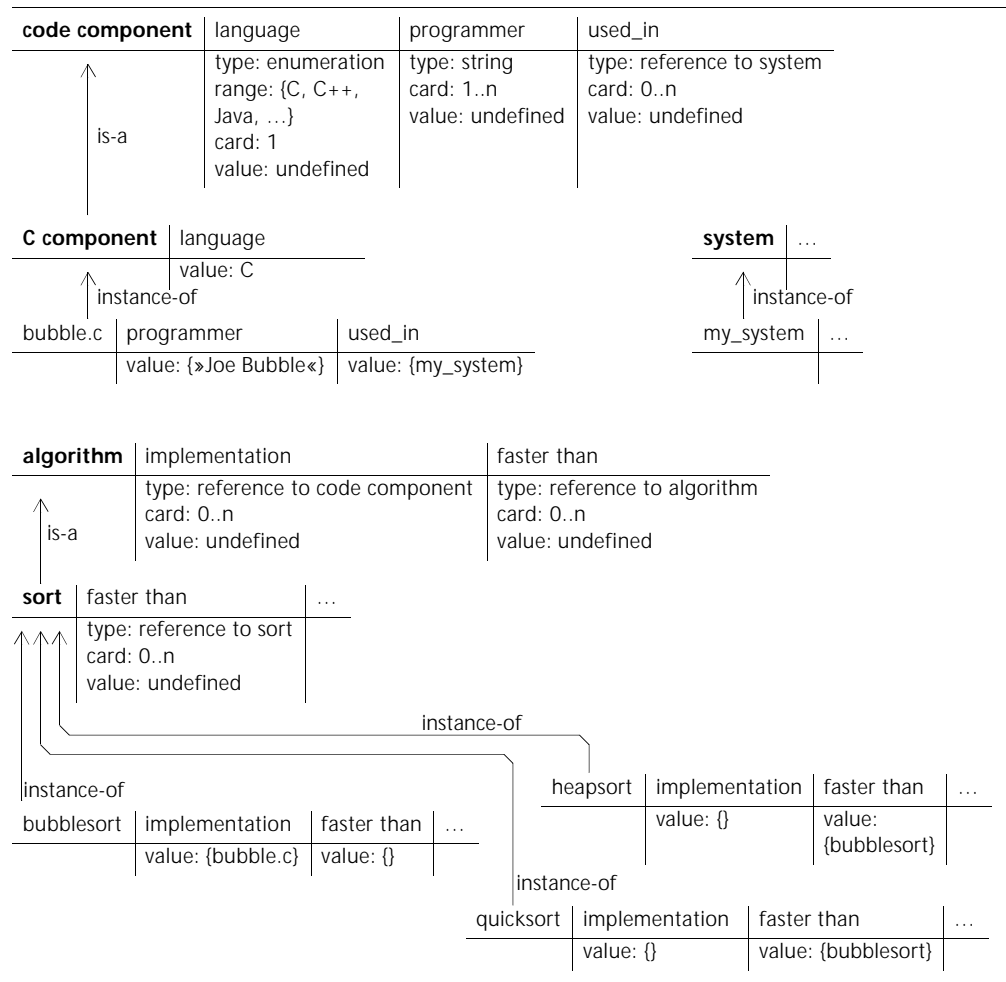 code component language programmer used_in
type: enumeration type: string type: reference to system
range: {C, C++, card: 1..n card: 0..n
Java, …} value: undefined value: undefined
is-a
card: 1
value: undefined
C component language system …
value: C
instance-of instance-of
bubble.c programmer used_in my_system …
value: {»Joe Bubble«} value: {my_system}
algorithm implementation faster than
type: reference to code component type: reference to algorithm
card: 0..n card: 0..n
is-a
value: undefined value: undefined
sort faster than …
type: reference to sort
card: 0..n
value: undefined
instance-of
instance-of
heapsort implementation faster than …
value: {} value:
{bubblesort}
bubblesort implementation faster than …
value: {bubble.c} value: {}
instance-of
quicksort implementation faster than …
value: {} value: {bubblesort}